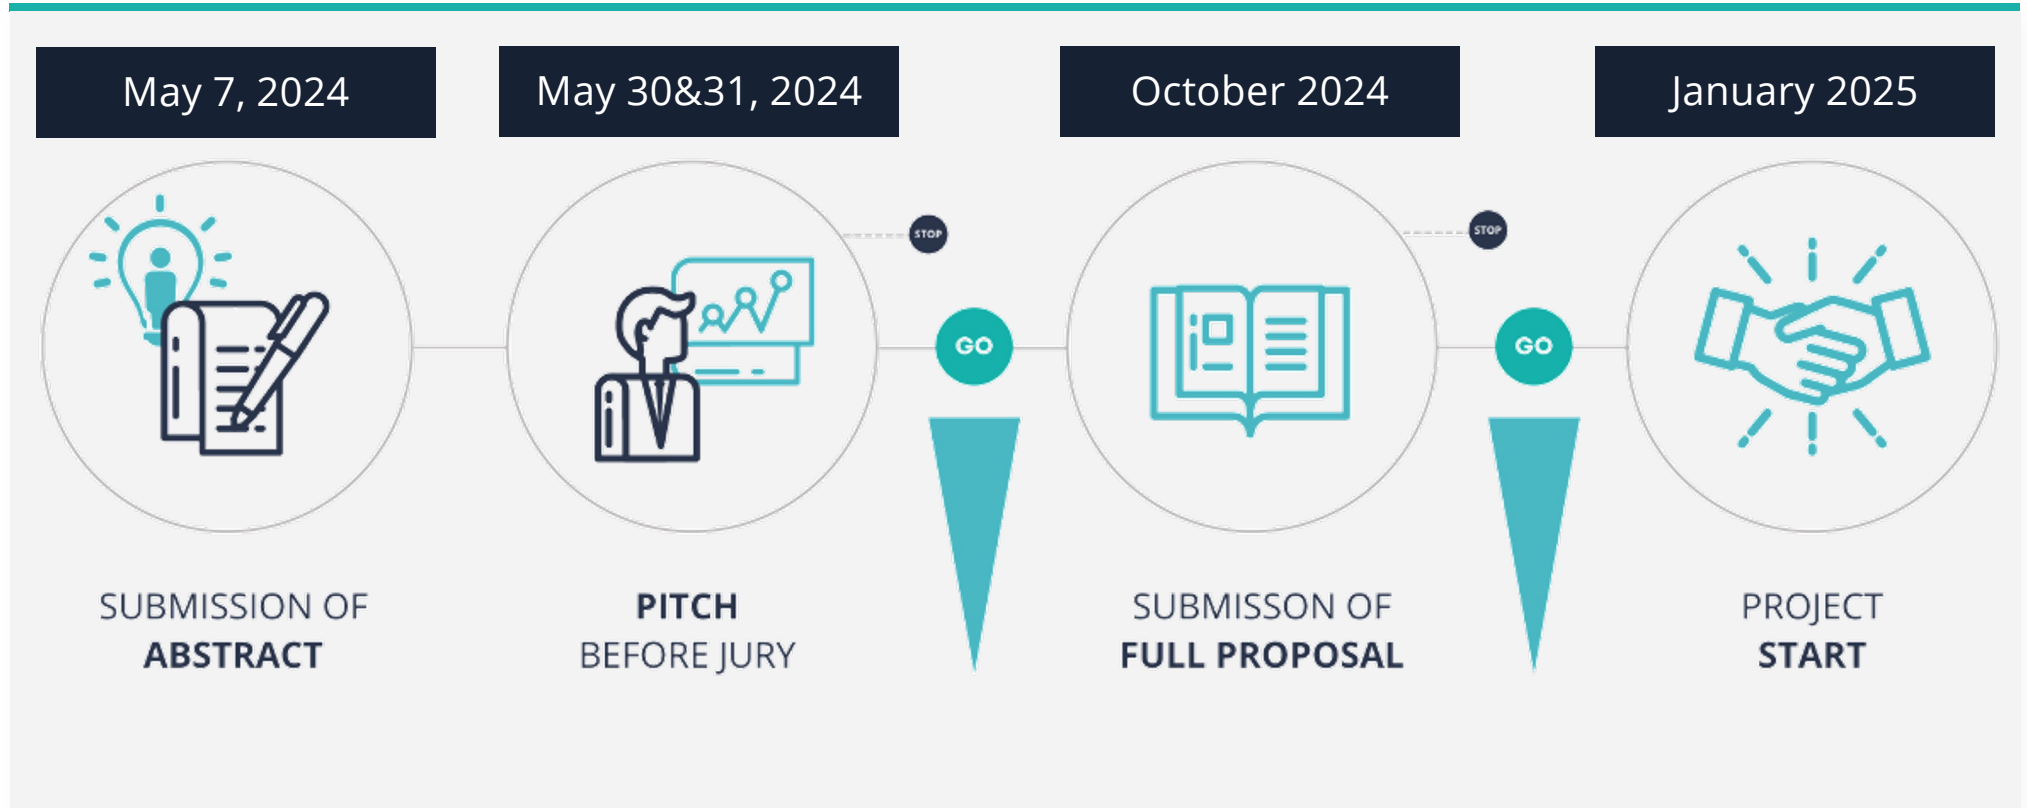 May 7, 2024
May 30&31, 2024
October 2024
January 2025
STOP
STOP
GO
GO
SUBMISSION OF
ABSTRACT
PITCH
BEFORE JURY
SUBMISSON OF
FULL PROPOSAL
PROJECT
START